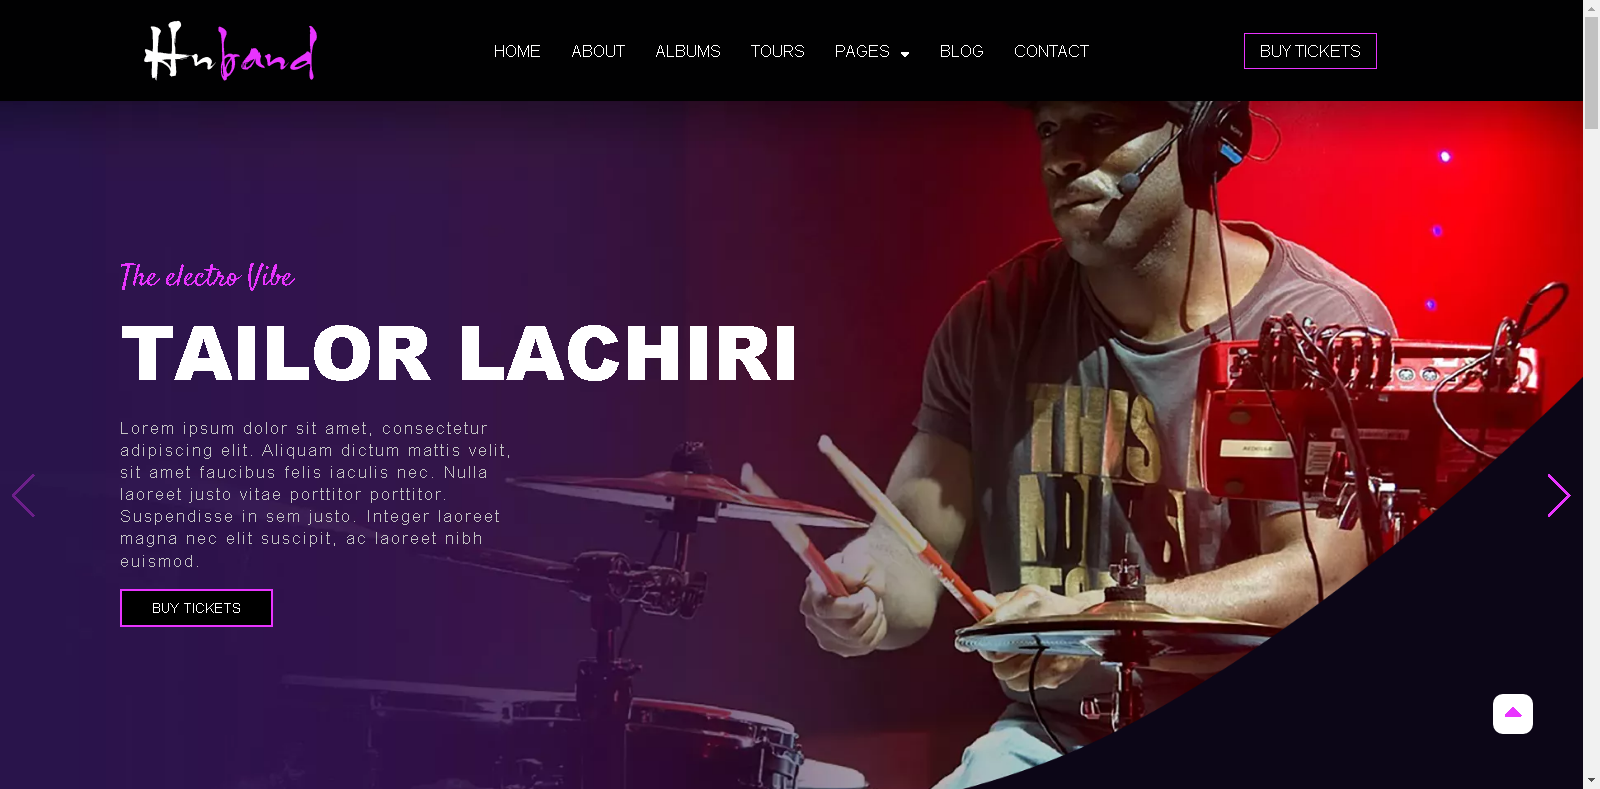 Hnband
HOME ABOUT ALBUMS TOURS PAGES BLOG CONTACT
BUY TICKETS
The electro Vibe
TAILOR LACHIRI
Lorem ipsum dolor sit amet, consectetur
adipiscing elit. Aliquam dictum mattis velit,
sit amet faucibus felis iaculis nec. Nulla
laoreet justo vitae porttitor porttitor.
Suspendisse in sem justo. Integer laoreet
magna nec elit suscipit, ac laoreet nibh
euismod.
BUY TICKETS
THIS